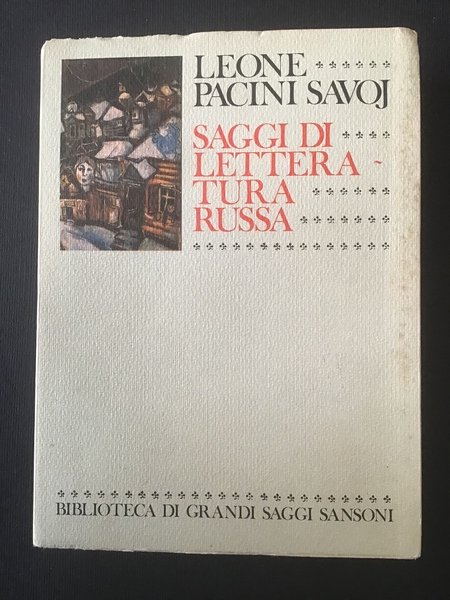 LEONE
PACINI SAVOJ
SAGGI DI
LETTERA ~
TURA
RUSSA
BIBLIOTECA DI GRANDI SAGGI SANSONI